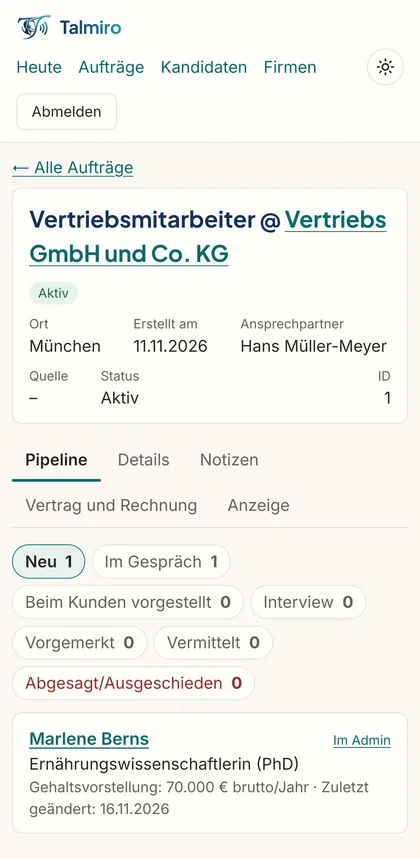 Talmiro
Heute Aufträge Kandidaten Firmen
Abmelden
← Alle Aufträge
Vertriebsmitarbeiter @ Vertriebs
GmbH und Co. KG
Aktiv
Ort Erstellt am Ansprechpartner
München 11.11.2026 Hans Müller-Meyer
Quelle Status ID
– Aktiv 1
Pipeline Details Notizen
Vertrag und Rechnung Anzeige
Neu 1 Im Gespräch 1
Beim Kunden vorgestellt 0 Interview 0
Vorgemerkt 0 Vermittelt 0
Abgesagt/Ausgeschieden 0
Marlene Berns Im Admin
Ernährungswissenschaftlerin (PhD)
Gehaltsvorstellung: 70.000 € brutto/Jahr · Zuletzt
geändert: 16.11.2026